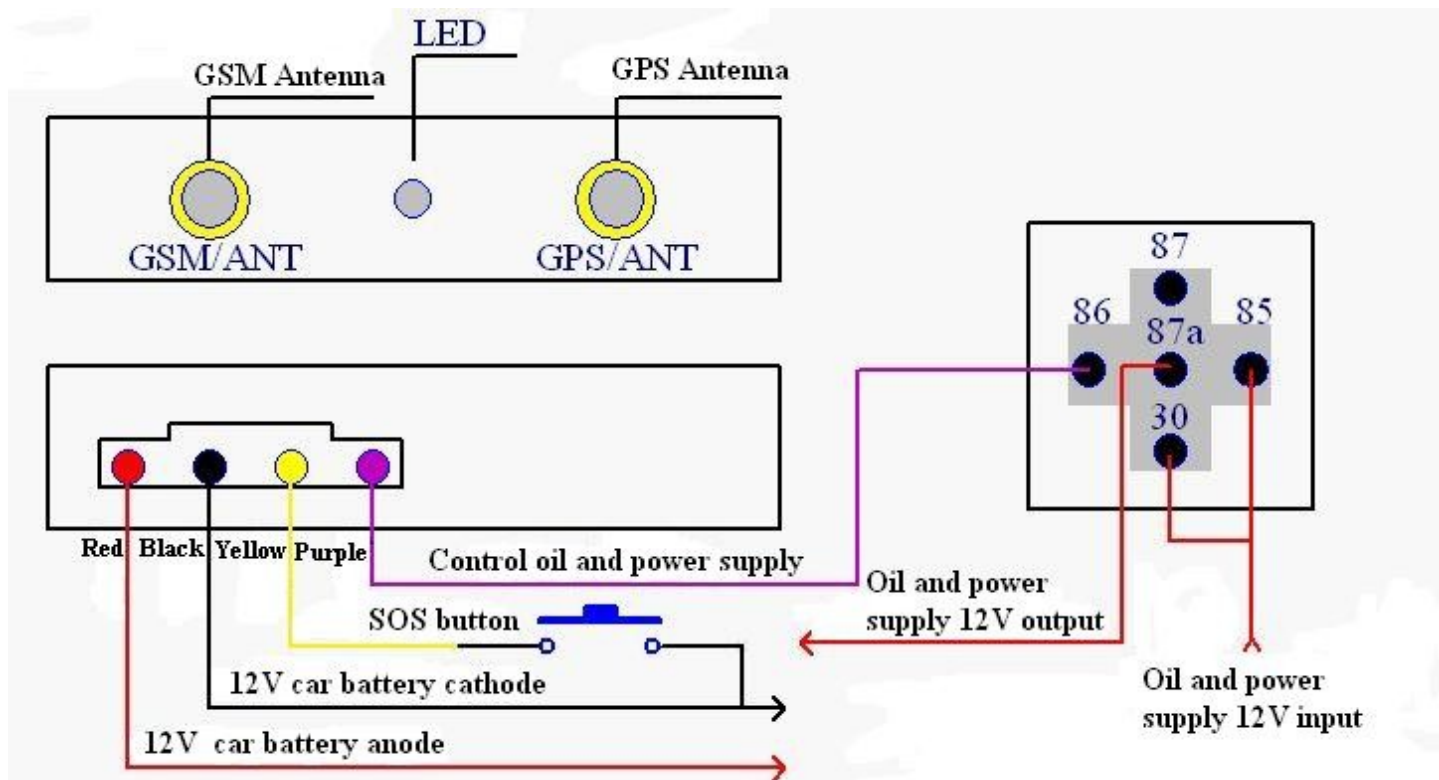 LED
GSM Antenna
GPS Antenna
GSM/ANT
GPS/ANT
87
86
87a
85
30
Red Black Yellow Purple
Control oil and power supply
Oil and power
supply 12V output
SOS button
12V car battery cathode
12V car battery anode
Oil and power
supply 12V input